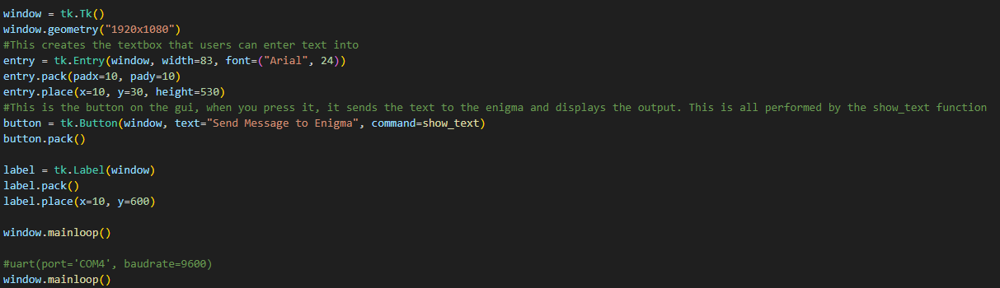 window = tk.Tk()
window.geometry("1920x1080")
#This creates the textbox that users can enter text into
entry = tk.Entry(window, width=83, font=("Arial", 24))
entry.pack(padx=10, pady=10)
entry.place(x=10, y=30, height=530)
#This is the button on the gui, when you press it, it sends the text to the enigma and displays the output. This is all performed by the show_text function
button = tk.Button(window, text="Send Message to Enigma", command=show_text)
button.pack()
label = tk.Label(window)
label.pack()
label.place(x=10, y=600)
window.mainloop()
#uart(port='COM4', baudrate=9600)
window.mainloop()